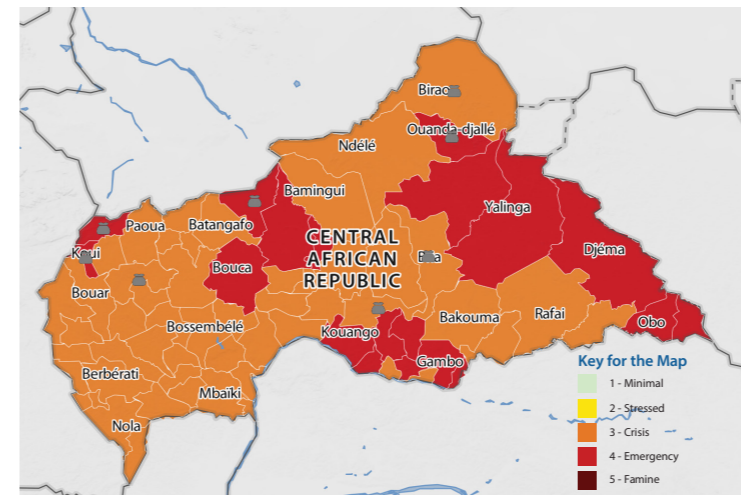 Birao
Ouanda-djallé
Ndélé
Bamingui
Yalinga
Paoua
Batangafo
CENTRAL
AFRICAN
REPUBLIC
Koui
Bria
Djéma
Bouca
Bouar
Bossembélé
Kouango
Bakouma
Rafai
Obo
Gambo
Berbérati
Mbaïki
Nola
Key for the Map
1 - Minimal
2 - Stressed
3 - Crisis
4 - Emergency
5 - Famine